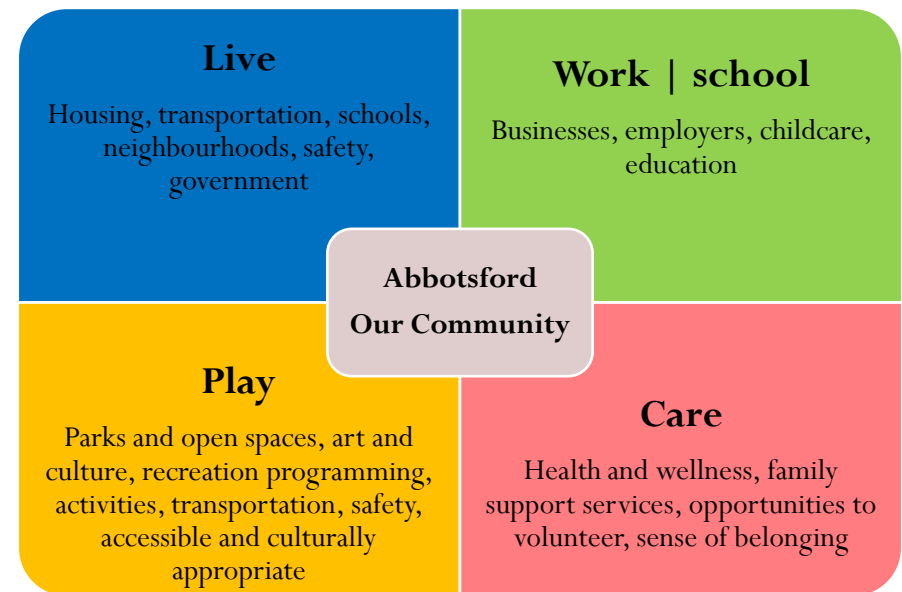 Live
Housing, transportation, schools,
neighbourhoods, safety,
government
Work | school
Businesses, employers, childcare,
education
Abbotsford
Our Community
Play
Parks and open spaces, art and
culture, recreation programming,
activities, transportation, safety,
accessible and culturally
appropriate
Care
Health and wellness, family
support services, opportunities to
volunteer, sense of belonging